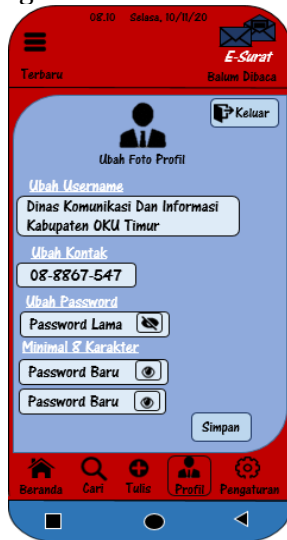 08.10 Selasa, 10/11/20
E-Surat
Terbaru
Balum Dibaca
Keluar
Ubah Foto Profil
Ubah Username
Dinas Komunikasi Dan Informasi
Kabupaten OKU Timur
Ubah Kontak
08-8867-547
Ubah Password
Password Lama
Minimal 8 Karakter
Password Baru
Password Baru
Simpan
Beranda Cari Tulis Profil Pengaturan